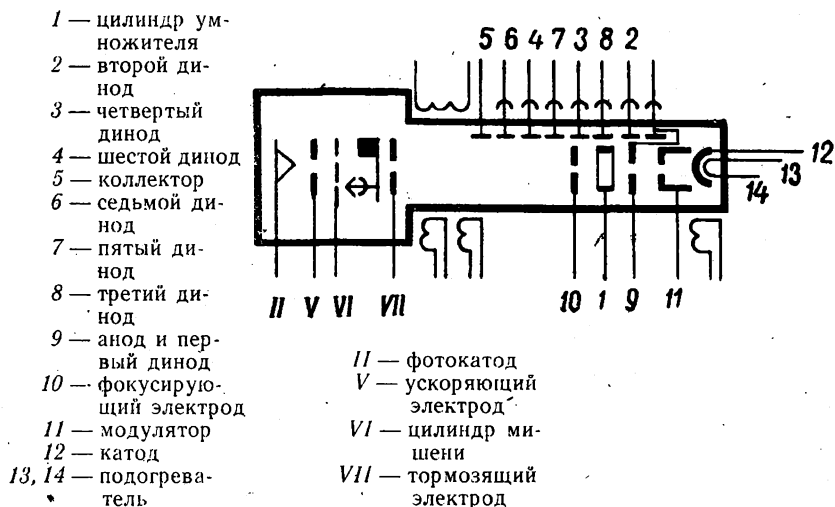 1 — цилиндр ум-
ножителя
2 — второй ди-
нод
3 — четвертый
динод
4 — шестой динод
5 — коллектор
6 — седьмой ди-
нод
7 — пятый ди-
нод
8 — третий ди-
нод
9 — анод и пер-
вый динод
10 — фокусирую-
щий электрод
11 — модулятор
12 — катод
13, 14 — подогрева-
тель
5 6 4 7 3 8 2
12
13
14
II V VI VII 10 1 9 11
II — фотокатод
V — ускоряющий
электрод
VI — цилиндр ми-
шени
VII — тормозящий
электрод